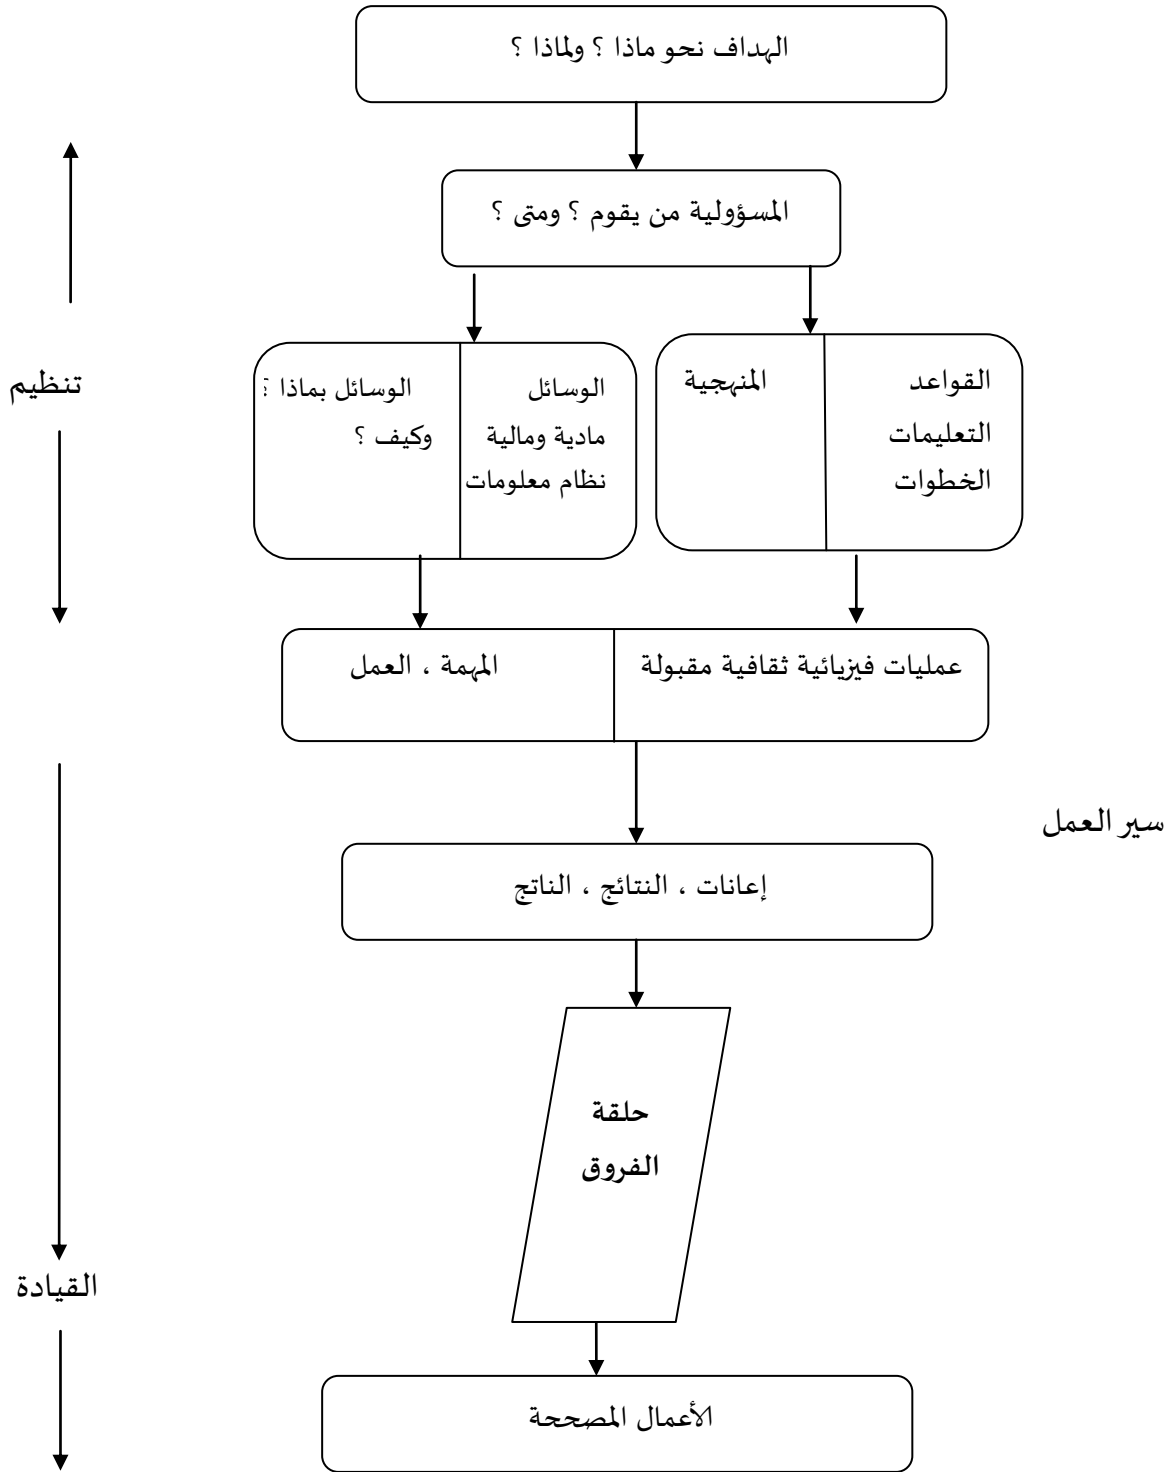 الهداف نحو ماذا ؟ ولماذا ؟
المسؤولية من يقوم ؟ ومتى ؟
القواعد
التعليمات
الخطوات
المنهجية
الوسائل
مادية ومالية
نظام معلومات
الوسائل بماذا ؟
وكيف ؟
تنظيم
عمليات فيزيائية ثقافية مقبولة
المهمة ، العمل
سير العمل
إعانات ، النتائج ، الناتج
حلقة
الفروق
القيادة
الأعمال المصححة